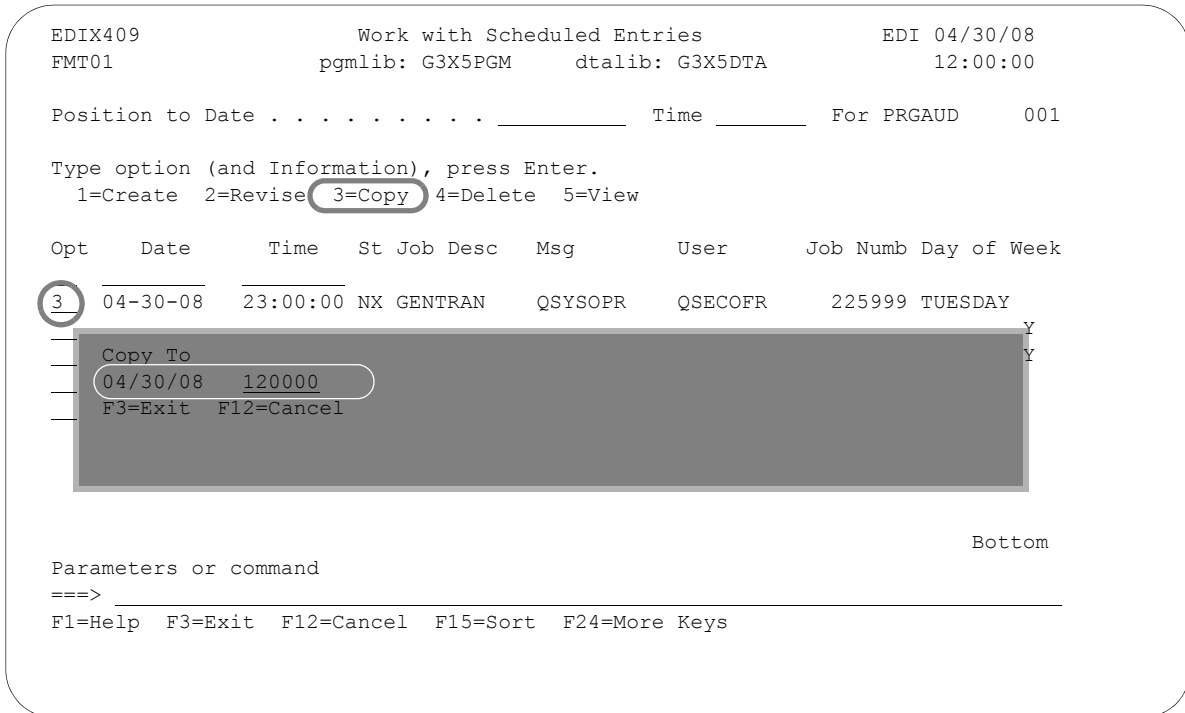 EDIX409 Work with Scheduled Entries EDI 04/30/08
FMT01 pgmlib: G3X5PGM dtalib: G3X5DTA 12:00:00
Position to Date . . . . . . . . . Time For PRGAUD 001
Type option (and Information), press Enter.
1=Create 2=Revise 3=Copy 4=Delete 5=View
Opt Date Time St Job Desc Msg User Job Numb Day of Week
3 04-30-08 23:00:00 NX GENTRAN QSYSOPR QSECOFR 225999 TUESDAY
Y
Copy To Y
04/30/08 120000
F3=Exit F12=Cancel
Bottom
Parameters or command
===>
F1=Help F3=Exit F12=Cancel F15=Sort F24=More Keys